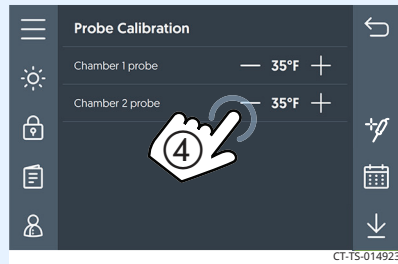 Probe Calibration
Chamber 1 probe — 35°F +
Chamber 2 probe — 35°F +
4
CT-TS-014923